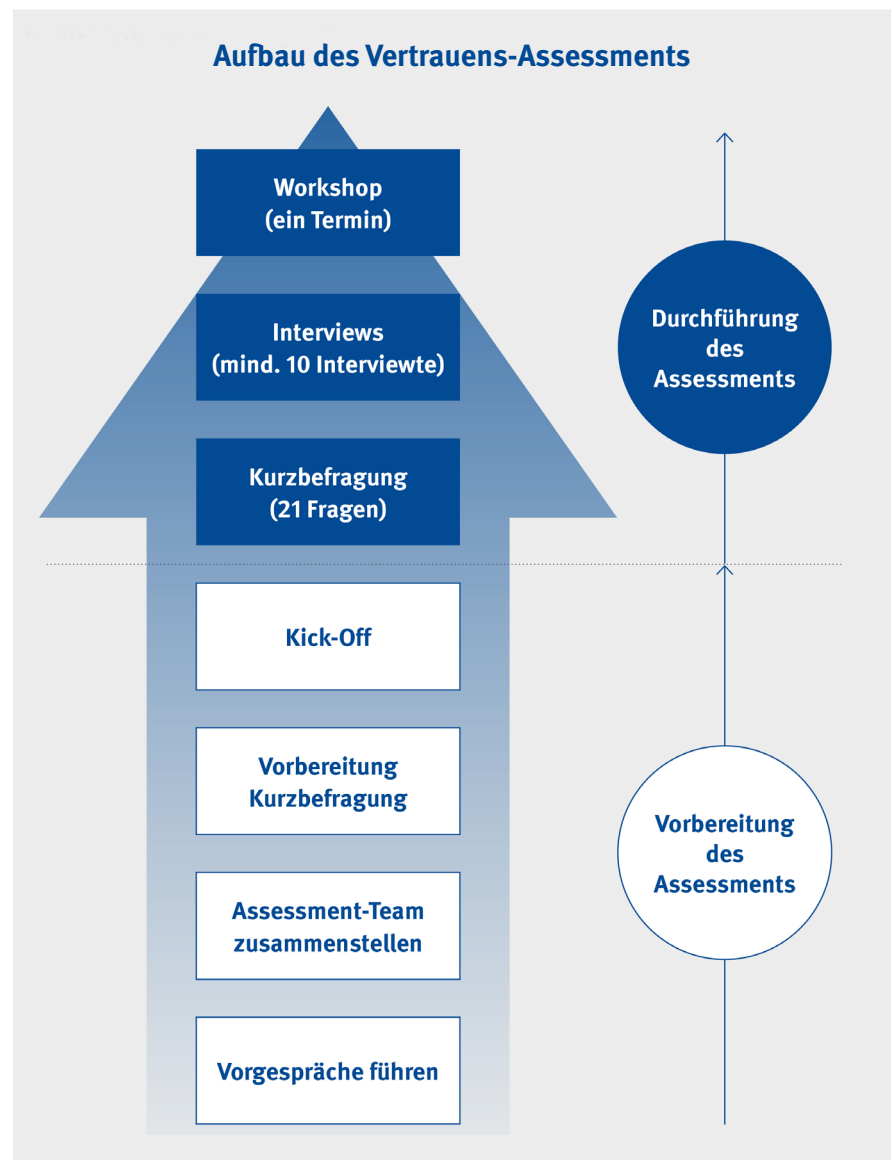 Aufbau des Vertrauens-Assessments
Workshop
(ein Termin)
Interviews
(mind. 10 Interviewte)
Kurzbefragung
(21 Fragen)
Kick-Off
Vorbereitung
Kurzbefragung
Assessment-Team
zusammenstellen
Vorgespräche führen
Durchführung
des
Assessments
Vorbereitung
des
Assessments